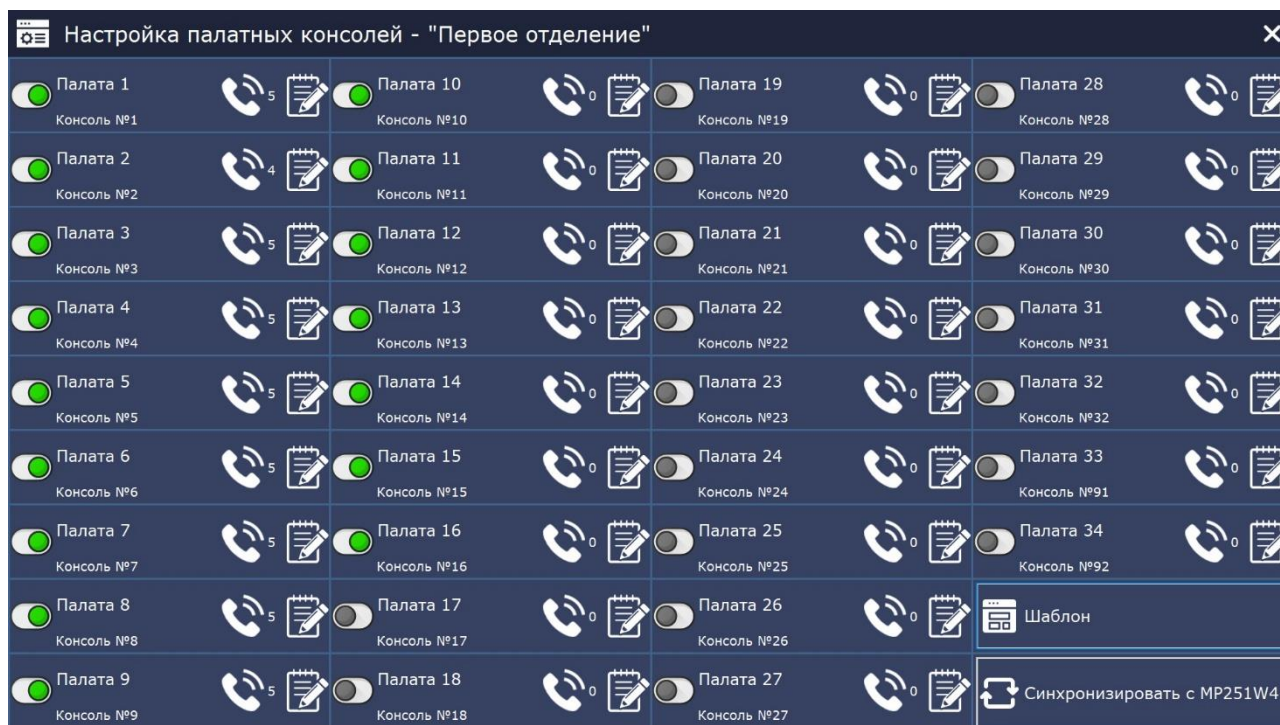 Настройка палатных консолей - "Первое отделение"
Палата 1
5
Консоль №1
Палата 2
4
Консоль №2
Палата 3
5
Консоль №3
Палата 4
5
Консоль №4
Палата 5
5
Консоль №5
Палата 6
5
Консоль №6
Палата 7
5
Консоль №7
Палата 8
5
Консоль №8
Палата 9
5
Консоль №9
Палата 10
0
Консоль №10
Палата 11
0
Консоль №11
Палата 12
0
Консоль №12
Палата 13
0
Консоль №13
Палата 14
0
Консоль №14
Палата 15
0
Консоль №15
Палата 16
0
Консоль №16
Палата 17
0
Консоль №17
Палата 18
0
Консоль №18
Палата 19
0
Консоль №19
Палата 20
0
Консоль №20
Палата 21
0
Консоль №21
Палата 22
0
Консоль №22
Палата 23
0
Консоль №23
Палата 24
0
Консоль №24
Палата 25
0
Консоль №25
Палата 26
0
Консоль №26
Палата 27
0
Консоль №27
Палата 28
0
Консоль №28
Палата 29
0
Консоль №29
Палата 30
0
Консоль №30
Палата 31
0
Консоль №31
Палата 32
0
Консоль №32
Палата 33
0
Консоль №91
Палата 34
0
Консоль №92
Шаблон
Синхронизировать с MP251W4